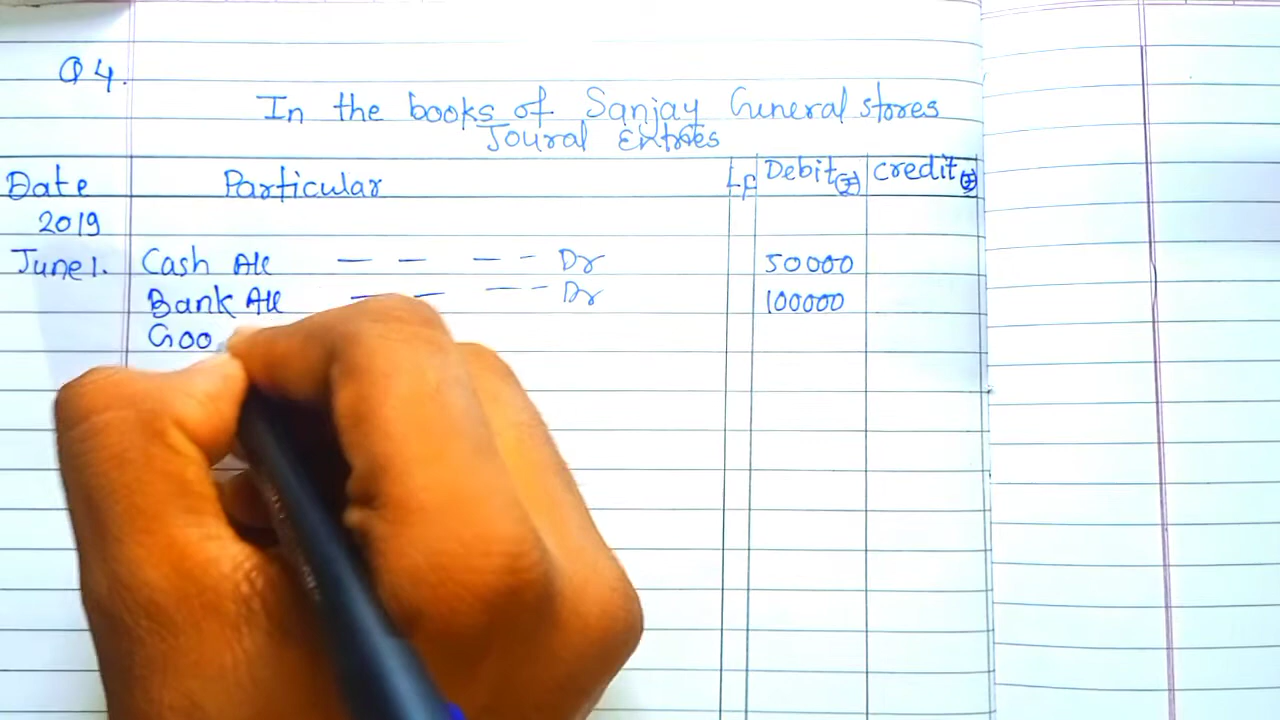 Q 4.
In the books of Sanjay General stores
Joural Entries
Date Particular LF Debit(₹) credit(₹)
2019
June 1. Cash A/c — — — - Dr 50000
Bank A/c — — — - Dr 100000
Goo